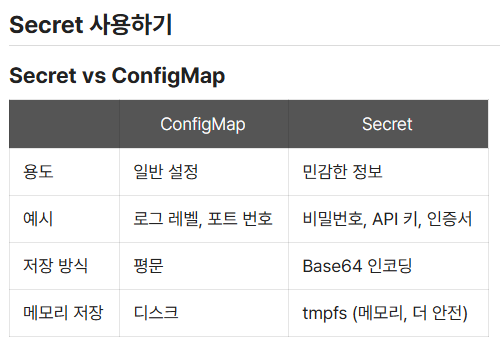 Secret 사용하기
Secret vs ConfigMap
ConfigMap Secret
용도 일반 설정 민감한 정보
예시 로그 레벨, 포트 번호 비밀번호, API 키, 인증서
저장 방식 평문 Base64 인코딩
메모리 저장 디스크 tmpfs (메모리, 더 안전)